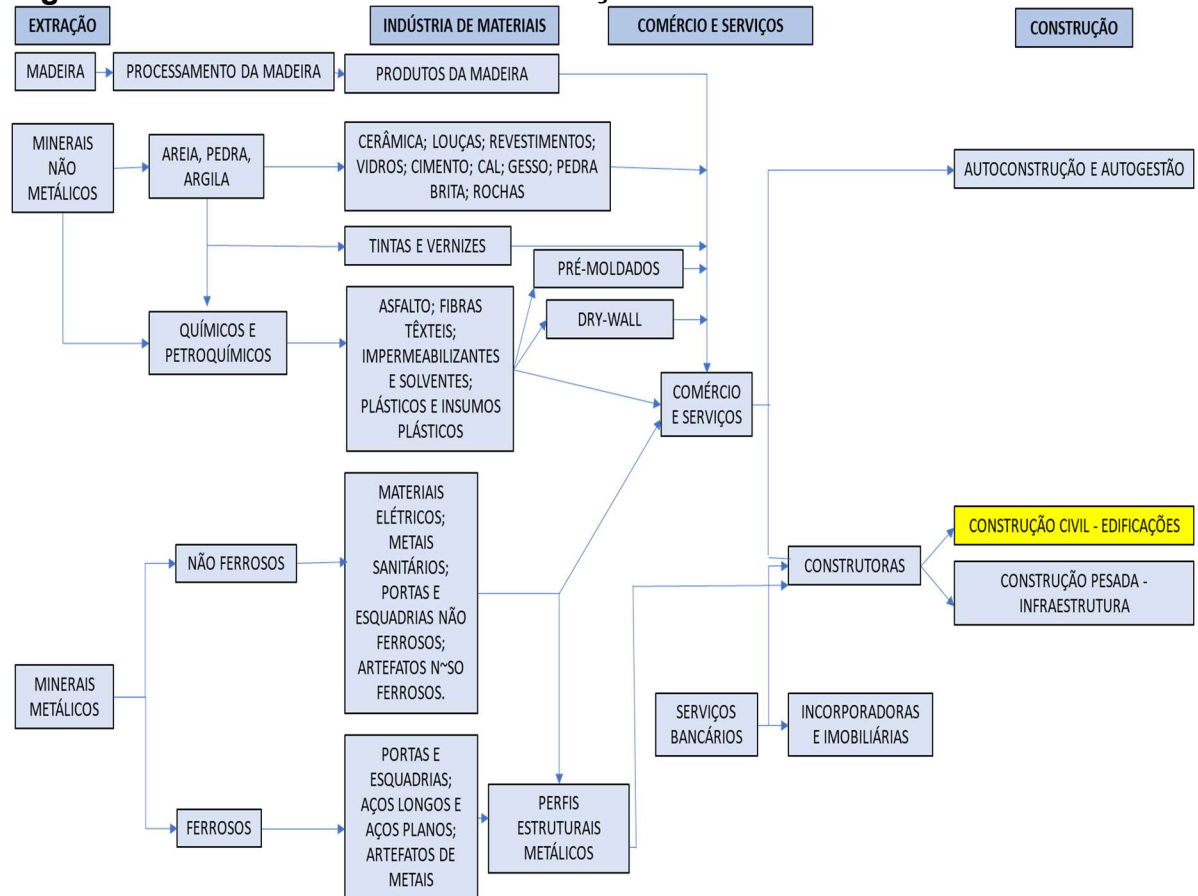 EXTRAÇÃO
INDÚSTRIA DE MATERIAIS
COMÉRCIO E SERVIÇOS
CONSTRUÇÃO
MADEIRA
PROCESSAMENTO DA MADEIRA
PRODUTOS DA MADEIRA
MINERAIS
NÃO
METÁLICOS
AREIA, PEDRA,
ARGILA
CERÂMICA; LOUÇAS; REVESTIMENTOS;
VIDROS; CIMENTO; CAL; GESSO; PEDRA
BRITA; ROCHAS
AUTOCONSTRUÇÃO E AUTOGESTÃO
TINTAS E VERNIZES
PRÉ-MOLDADOS
DRY-WALL
QUÍMICOS E
PETROQUÍMICOS
ASFALTO; FIBRAS
TÊXTEIS;
IMPERMEABILIZANTES
E SOLVENTES;
PLÁSTICOS E INSUMOS
PLÁSTICOS
COMÉRCIO
E SERVIÇOS
MATERIAIS
ELÉTRICOS;
METAIS
SANITÁRIOS;
PORTAS E
ESQUADRIAS NÃO
FERROSOS;
ARTEFATOS N~SO
FERROSOS.
NÃO FERROSOS
CONSTRUTORAS
CONSTRUÇÃO CIVIL - EDIFICAÇÕES
CONSTRUÇÃO PESADA -
INFRAESTRUTURA
MINERAIS
METÁLICOS
SERVIÇOS
BANCÁRIOS
INCORPORADORAS
E IMOBILIÁRIAS
FERROSOS
PORTAS E
ESQUADRIAS;
AÇOS LONGOS E
AÇOS PLANOS;
ARTEFATOS DE
METAIS
PERFIS
ESTRUTURAIS
METÁLICOS